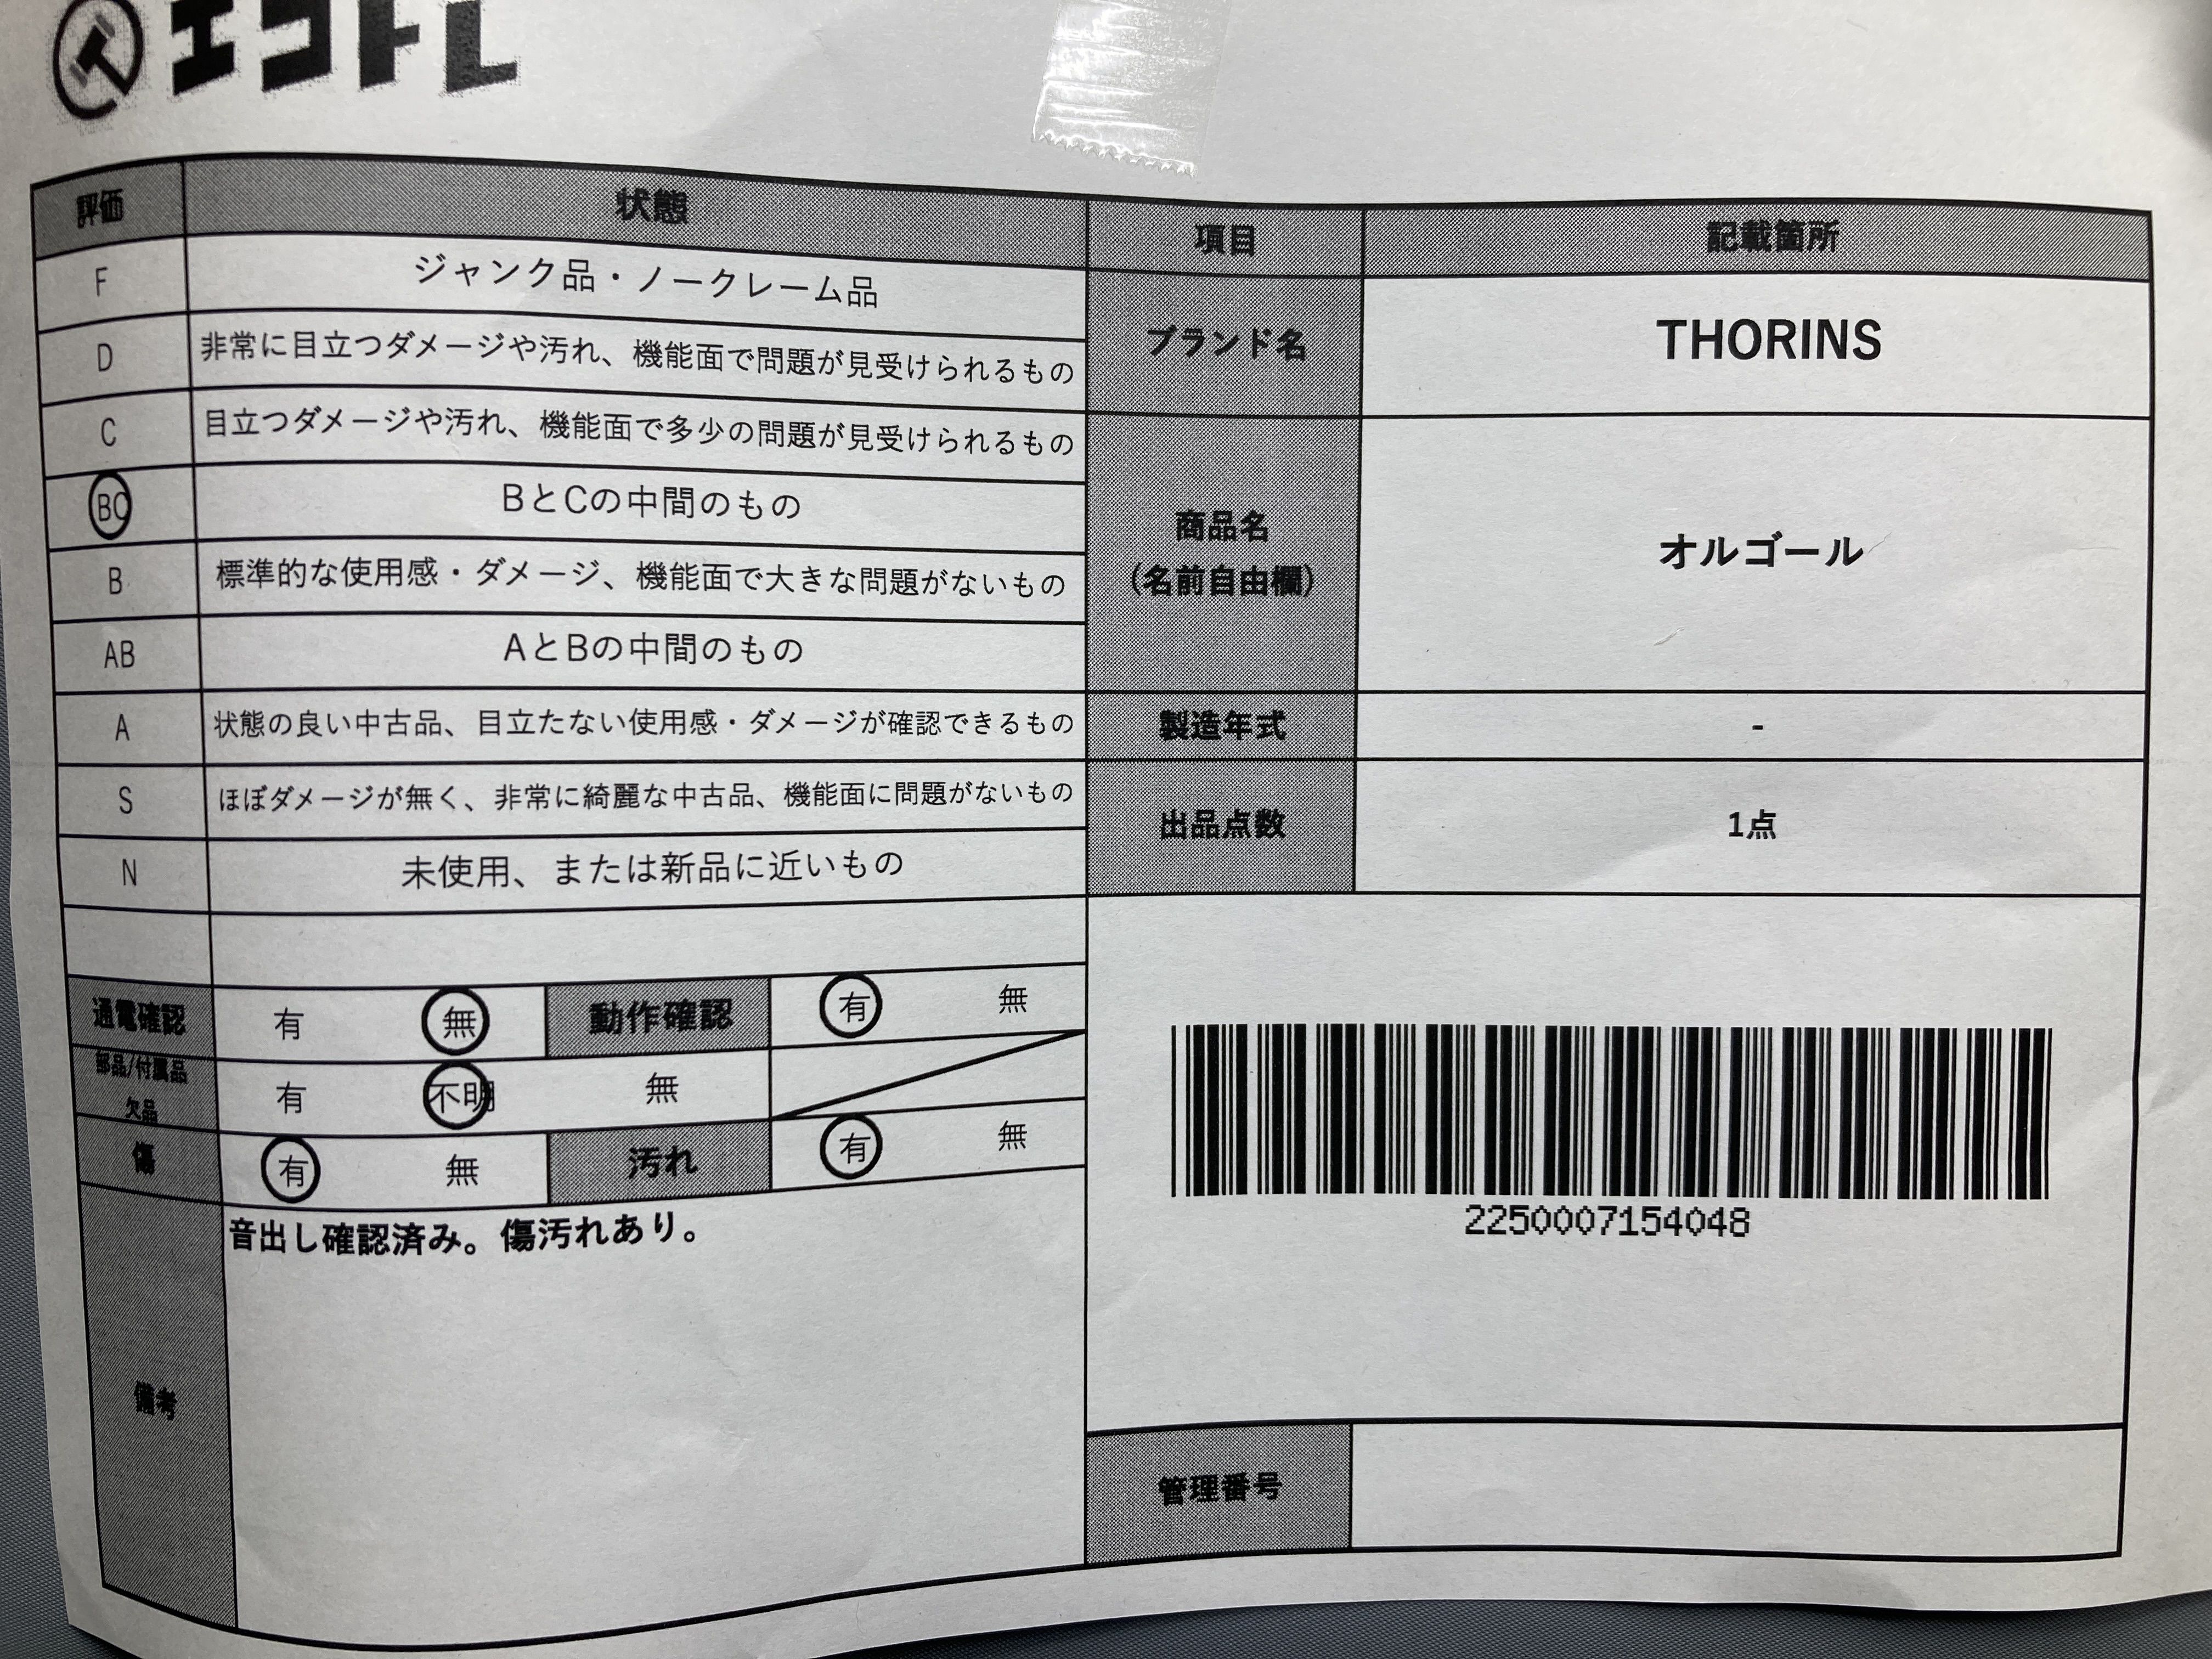 エコトレ
評価 状態 項目 記載箇所
F ジャンク品・ノークレーム品
D 非常に目立つダメージや汚れ、機能面で問題が見受けられるもの
ブランド名 THORINS
C 目立つダメージや汚れ、機能面で多少の問題が見受けられるもの
BC BとCの中間のもの
商品名
(名前自由欄)
オルゴール
B 標準的な使用感・ダメージ、機能面で大きな問題がないもの
AB AとBの中間のもの
A 状態の良い中古品、目立たない使用感・ダメージが確認できるもの
製造年式 -
S ほぼダメージが無く、非常に綺麗な中古品、機能面に問題がないもの
出品点数 1点
N 未使用、または新品に近いもの
通電確認 有 無 動作確認 有 無
部品/付属品
欠品
有 不明 無
傷 有 無 汚れ 有 無
音出し確認済み。傷汚れあり。
備考
2250007154048
管理番号